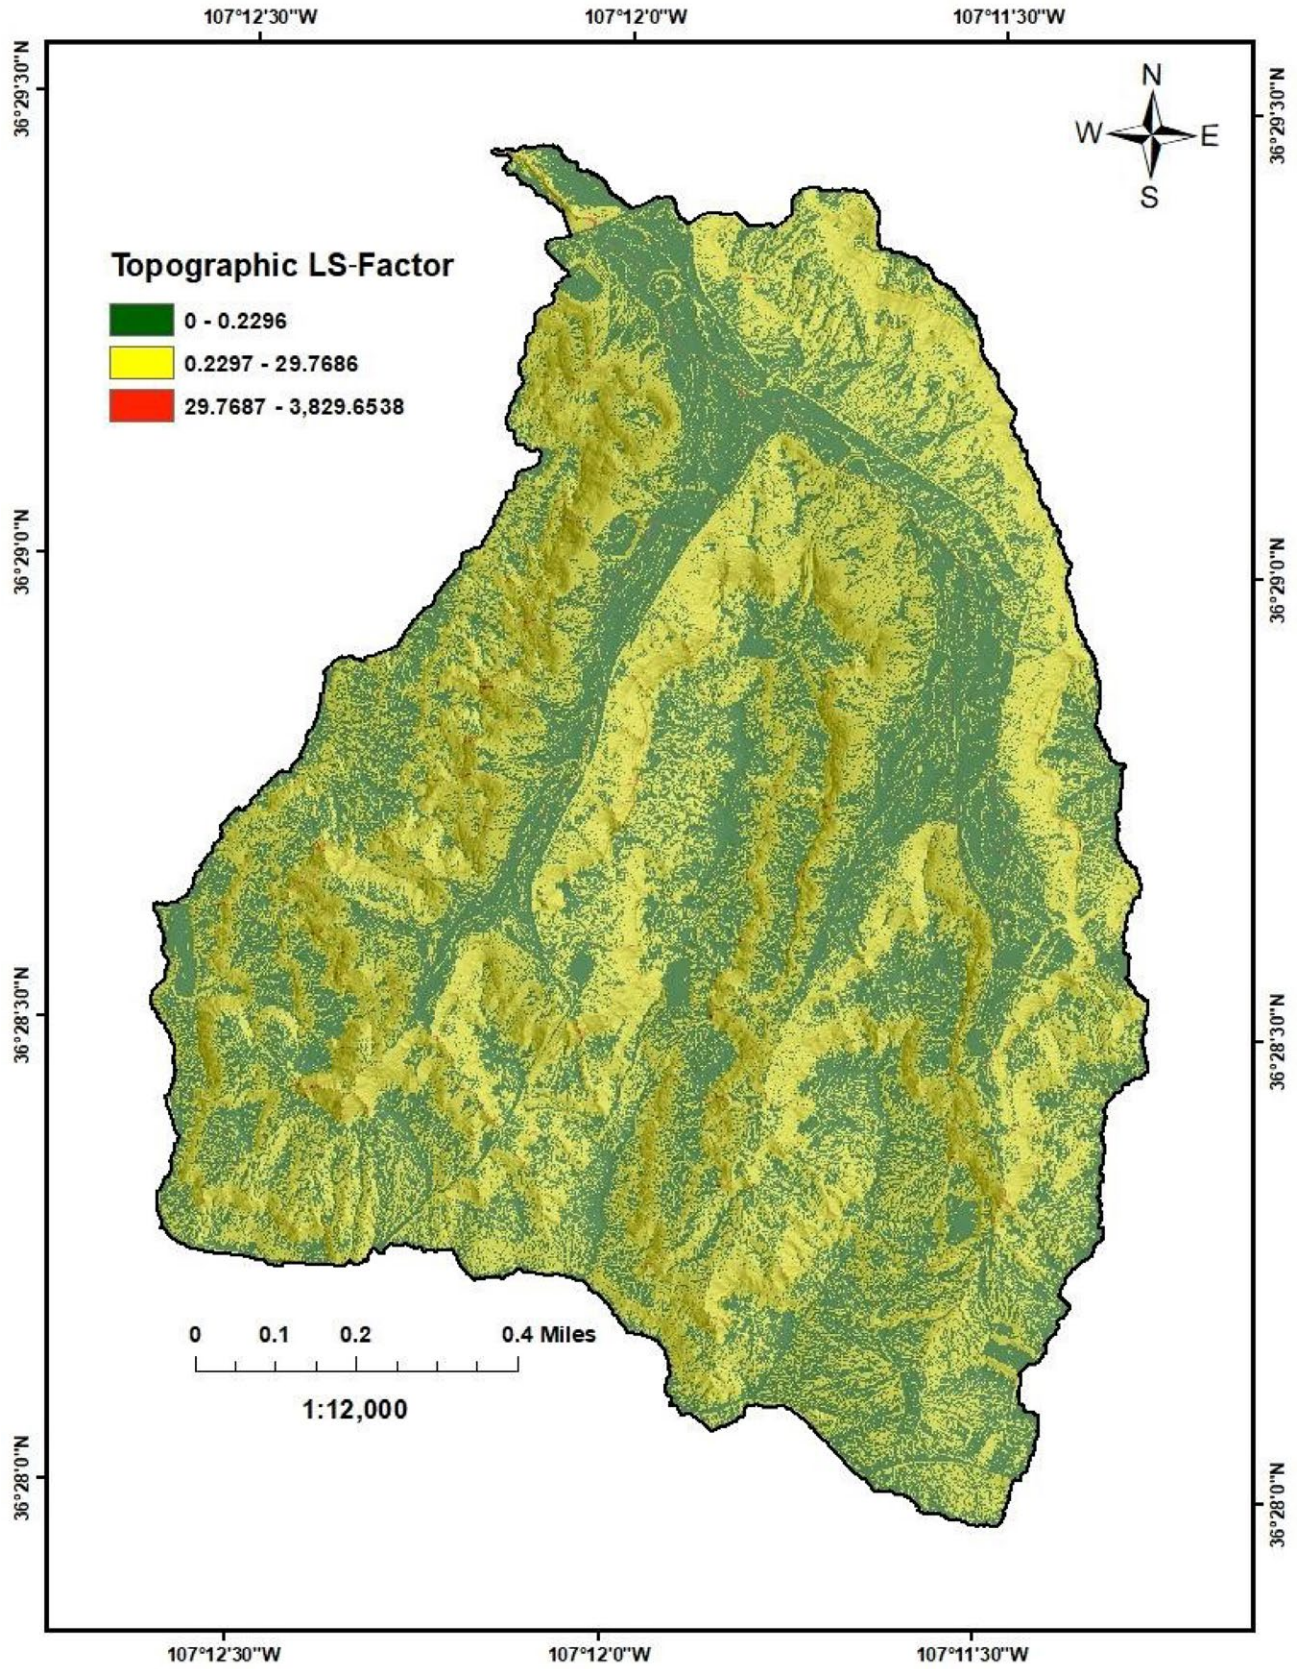 107°12'30"W 107°12'0"W 107°11'30"W
36°29'30"N
36°29'30"N
N
W E
S
Topographic LS-Factor
0 - 0.2296
0.2297 - 29.7686
29.7687 - 3,829.6538
36°29'0"N
36°29'0"N
36°28'30"N
36°28'30"N
0 0.1 0.2 0.4 Miles
1:12,000
36°28'0"N
36°28'0"N
107°12'30"W 107°12'0"W 107°11'30"W